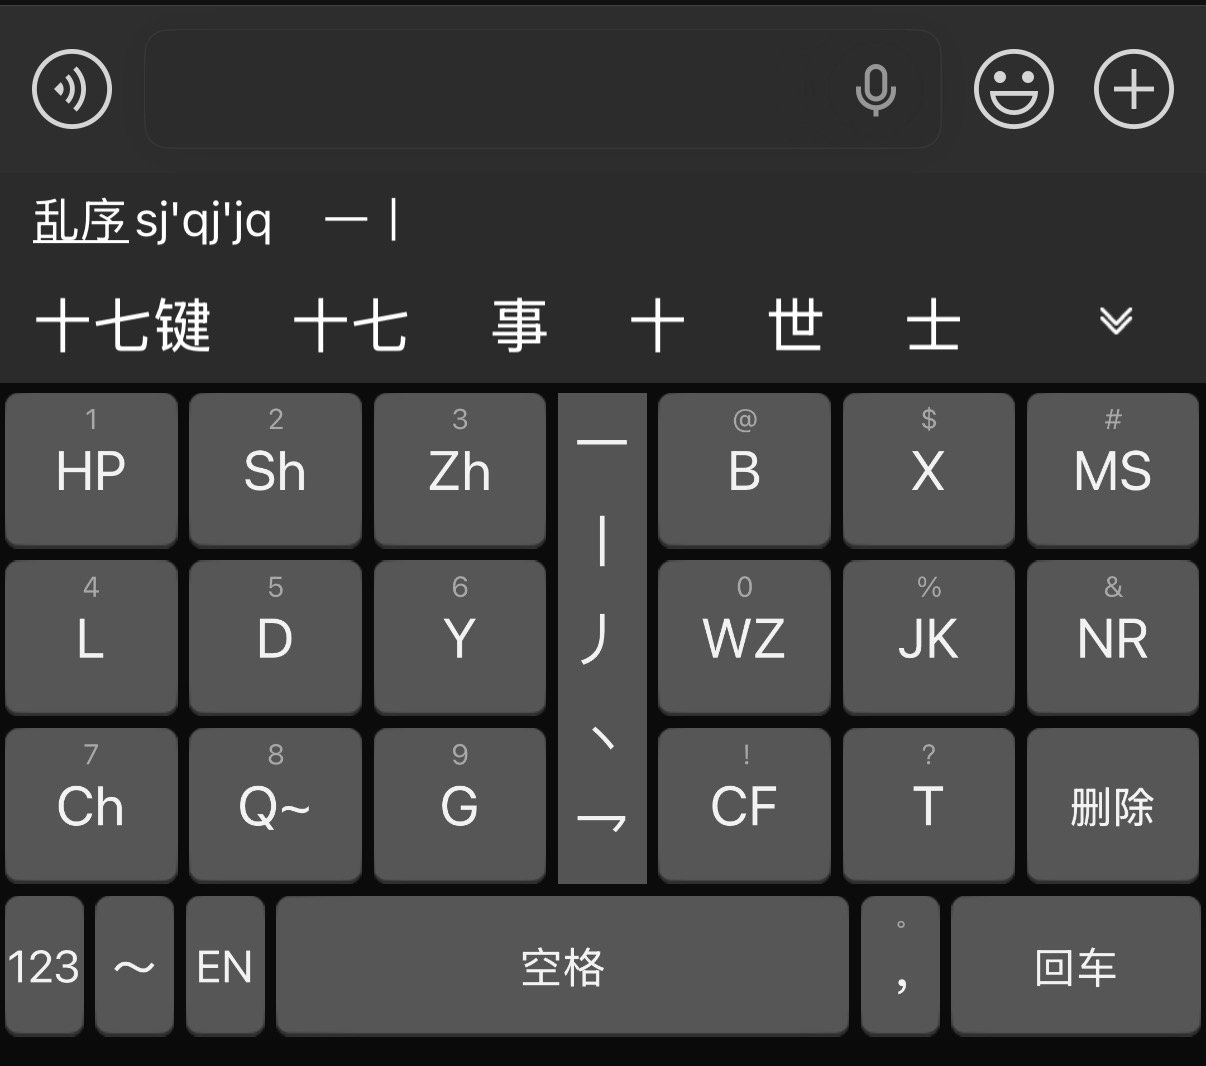 乱序sj'qj'jq 一丨
十七键 十七 事 十 世 士
1 2 3 @ $ #
HP Sh Zh 一 B X MS
丨
4 5 6 0 % &
L D Y 丿 WZ JK NR
7 8 9 丶 ! ?
Ch Q~ G ㇖ CF T 删除
123 ～ EN 空格 。 ， 回车